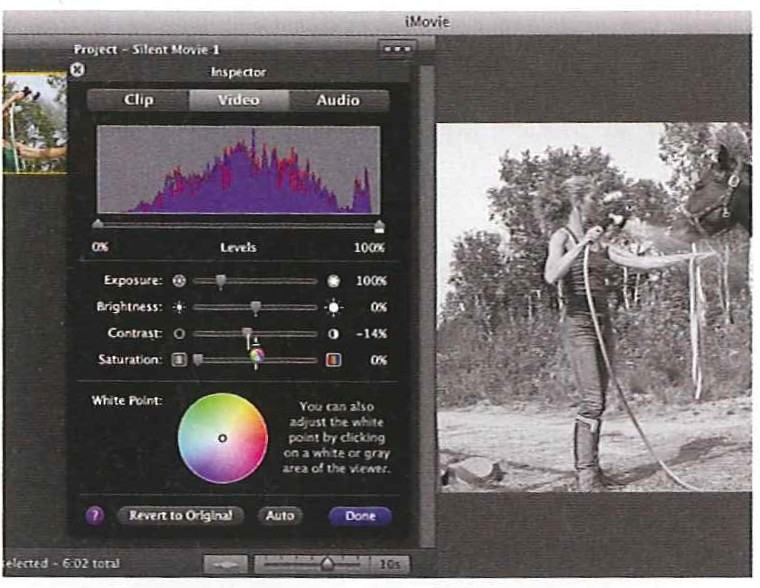 iMovie
Project – Silent Movie 1
Inspector
Clip Video Audio
0% Levels 100%
Exposure: 100%
Brightness: 0%
Contrast: -14%
Saturation: 0%
White Point:
You can also
adjust the white
point by clicking
on a white or gray
area of the viewer.
? Revert to Original Auto Done
elected – 6:02 total 10s